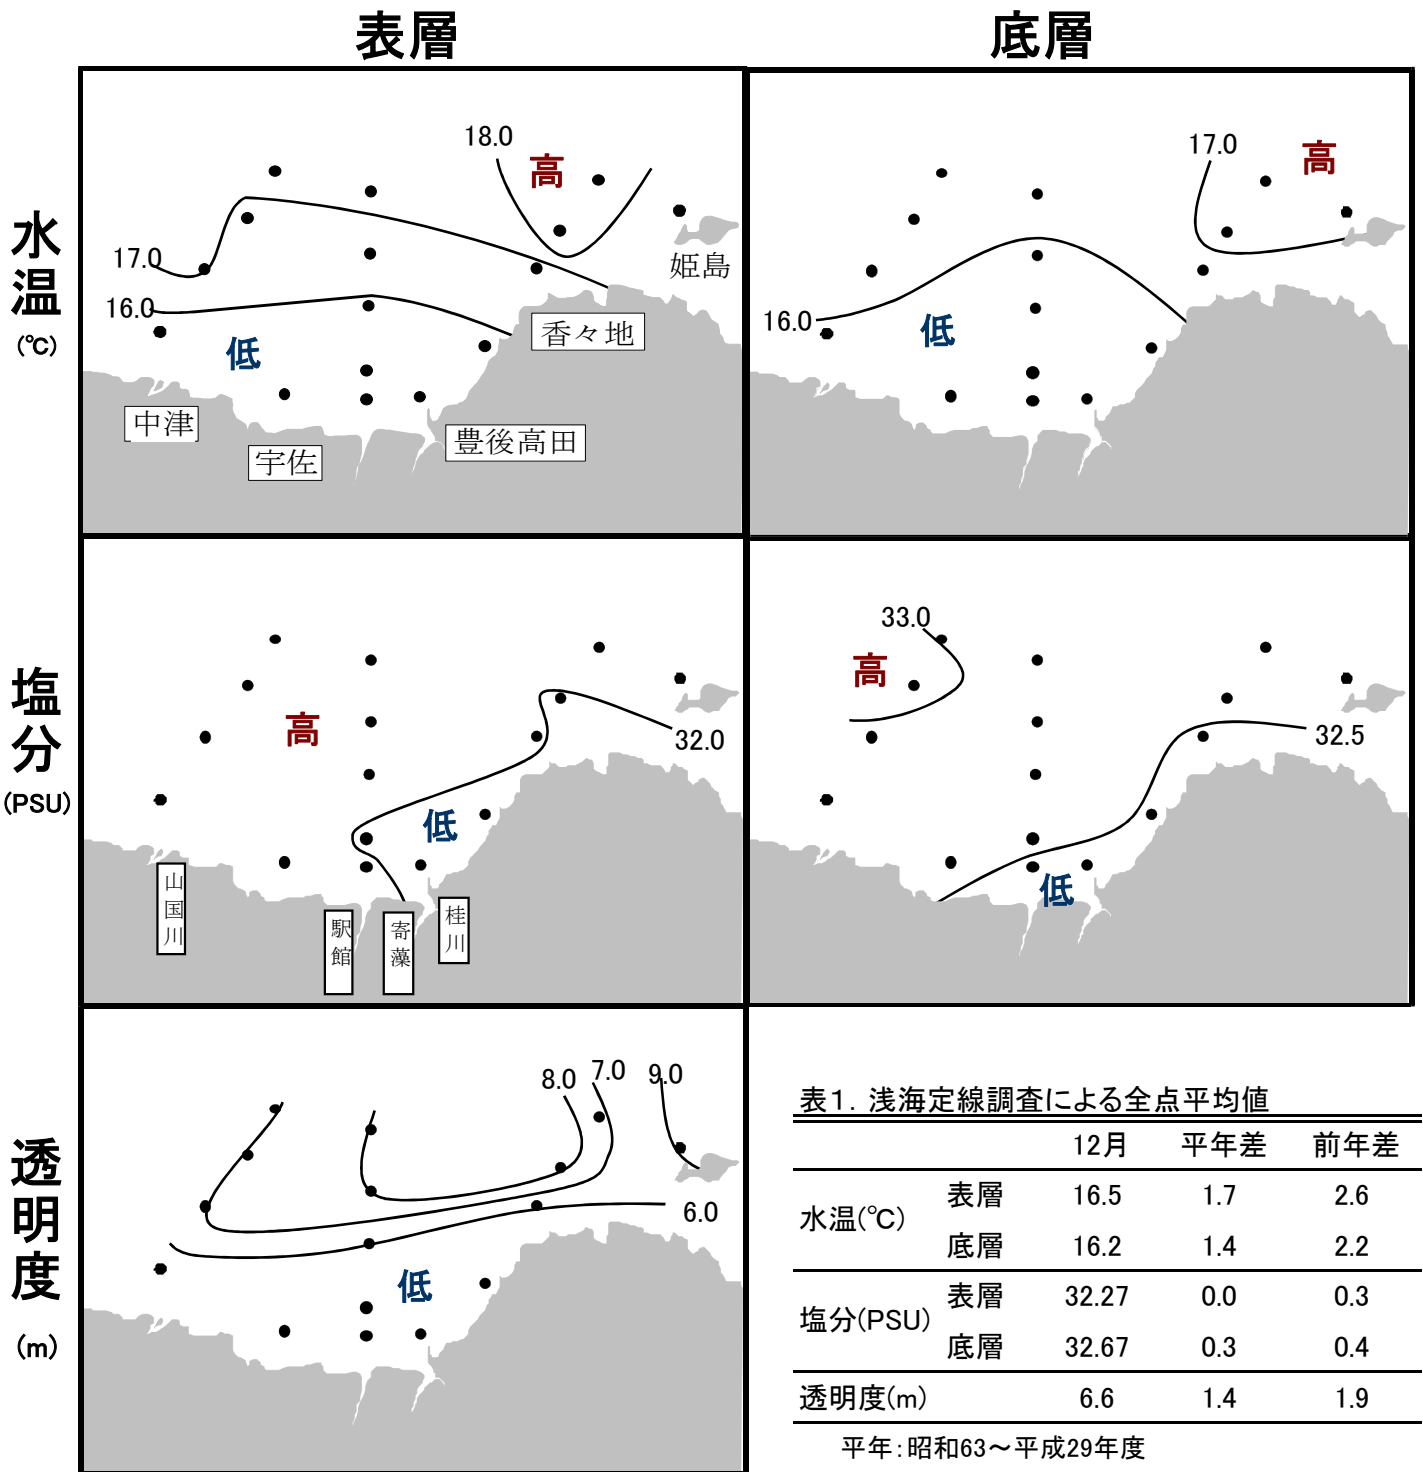 表層
底層
水温
(℃)
18.0
高
17.0
16.0
低
姫島
香々地
中津
宇佐
豊後高田
17.0
高
16.0
低
塩分
(PSU)
高
32.0
低
山国川
駅館
寄藻
桂川
33.0
高
32.5
低
透明度
(m)
8.0
7.0
9.0
6.0
低
表1. 浅海定線調査による全点平均値
12月 平年差 前年差
水温(℃) 表層 16.5 1.7 2.6
底層 16.2 1.4 2.2
塩分(PSU) 表層 32.27 0.0 0.3
底層 32.67 0.3 0.4
透明度(m) 6.6 1.4 1.9
平年:昭和63～平成29年度